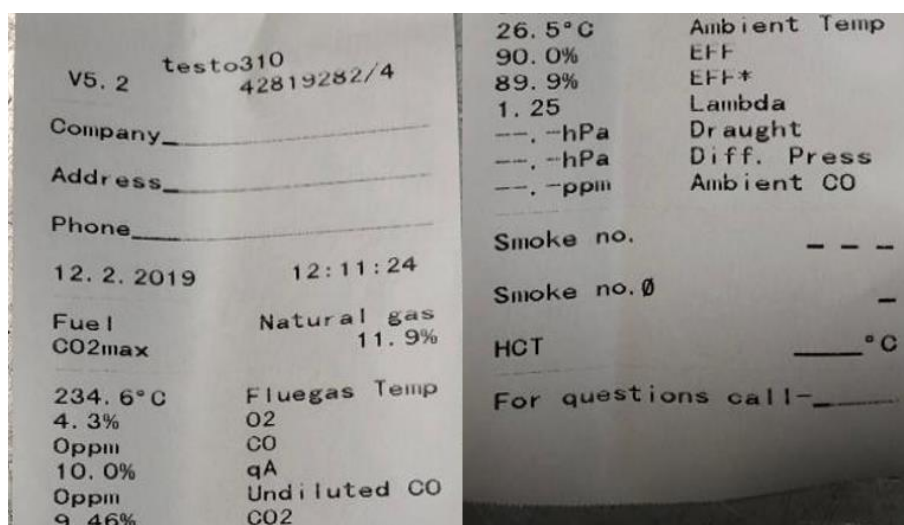 testo310
V5.2 42819282/4
Company
Address
Phone
12.2.2019 12:11:24
Fuel Natural gas
CO2max 11.9%
234.6°C Fluegas Temp
4.3% O2
0ppm CO
10.0% qA
0ppm Undiluted CO
9.46% CO2
26.5°C Ambient Temp
90.0% EFF
89.9% EFF*
1.25 Lambda
--.-hPa Draught
--.-hPa Diff. Press
--.-ppm Ambient CO
Smoke no. _ _ _
Smoke no.Ø _
HCT ____°C
For questions call-______